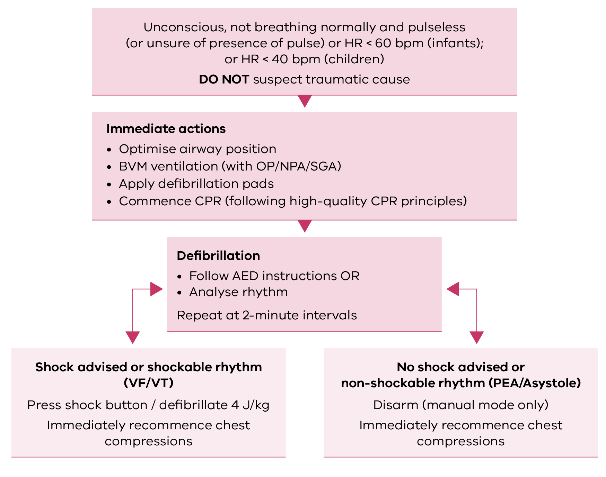 Unconscious, not breathing normally and pulseless
(or unsure of presence of pulse) or HR < 60 bpm (infants);
or HR < 40 bpm (children)
DO NOT suspect traumatic cause
Immediate actions
• Optimise airway position
• BVM ventilation (with OP/NPA/SGA)
• Apply defibrillation pads
• Commence CPR (following high-quality CPR principles)
Defibrillation
• Follow AED instructions OR
• Analyse rhythm
Repeat at 2-minute intervals
Shock advised or shockable rhythm
(VF/VT)
Press shock button / defibrillate 4 J/kg
Immediately recommence chest
compressions
No shock advised or
non-shockable rhythm (PEA/Asystole)
Disarm (manual mode only)
Immediately recommence chest
compressions